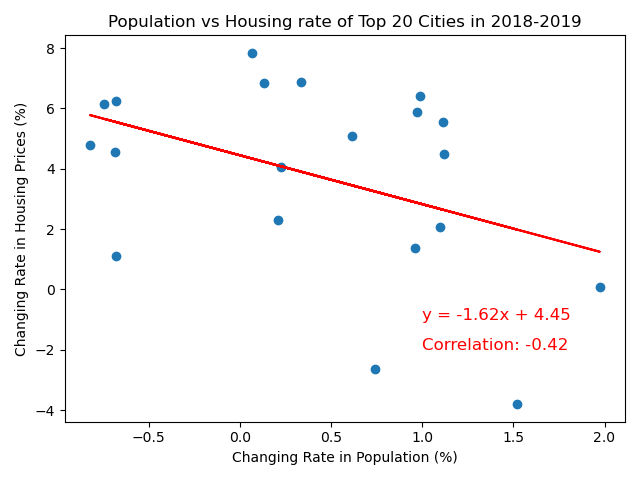 Population vs Housing rate of Top 20 Cities in 2018-2019
Changing Rate in Housing Prices (%)
8
6
4
2
0
−2
−4
y = -1.62x + 4.45
Correlation: -0.42
−0.5 0.0 0.5 1.0 1.5 2.0
Changing Rate in Population (%)